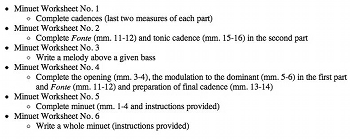 • Minuet Worksheet No. 1
○ Complete cadences (last two measures of each part)
• Minuet Worksheet No. 2
○ Complete Fonte (mm. 11-12) and tonic cadence (mm. 15-16) in the second part
• Minuet Worksheet No. 3
○ Write a melody above a given bass
• Minuet Worksheet No. 4
○ Complete the opening (mm. 3-4), the modulation to the dominant (mm. 5-6) in the first part
and Fonte (mm. 11-12) and preparation of final cadence (mm. 13-14)
• Minuet Worksheet No. 5
○ Complete minuet (mm. 1-4 and instructions provided)
• Minuet Worksheet No. 6
○ Write a whole minuet (instructions provided)